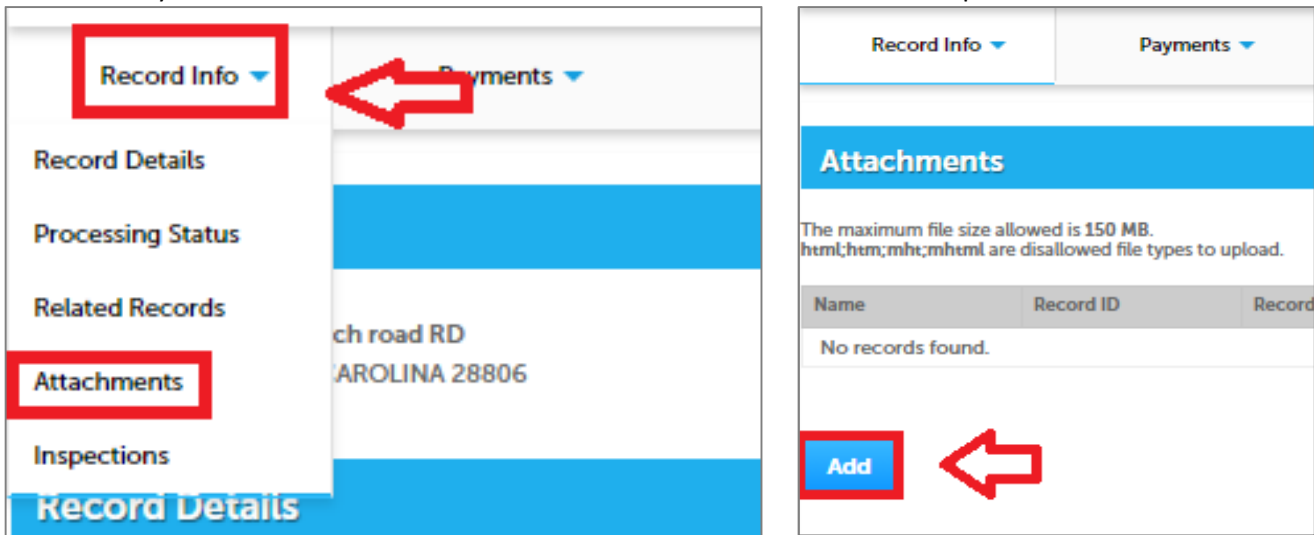 Record Info
Payments
Record Details
Processing Status
Related Records
Attachments
Inspections
ch road RD
CAROLINA 28806
Record Details
Record Info
Payments
Attachments
The maximum file size allowed is 150 MB.
html;htm;mht;mhtml are disallowed file types to upload.
Name Record ID Record
No records found.
Add